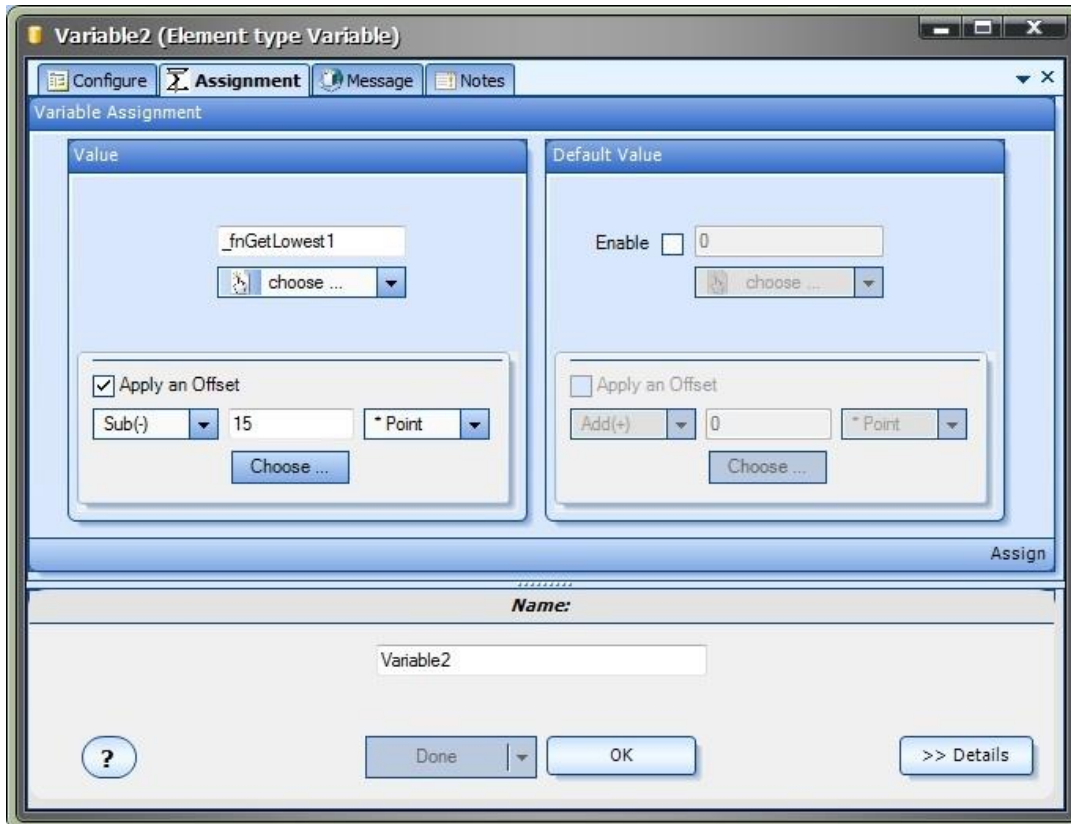 Variable2 (Element type Variable)
Configure
Assignment
Message
Notes
Variable Assignment
Value
_fnGetLowest1
choose ...
Apply an Offset
Sub(-)
15
* Point
Choose ...
Default Value
Enable
0
choose ...
Apply an Offset
Add(+)
0
* Point
Choose ...
Assign
Name:
Variable2
?
Done
OK
>> Details